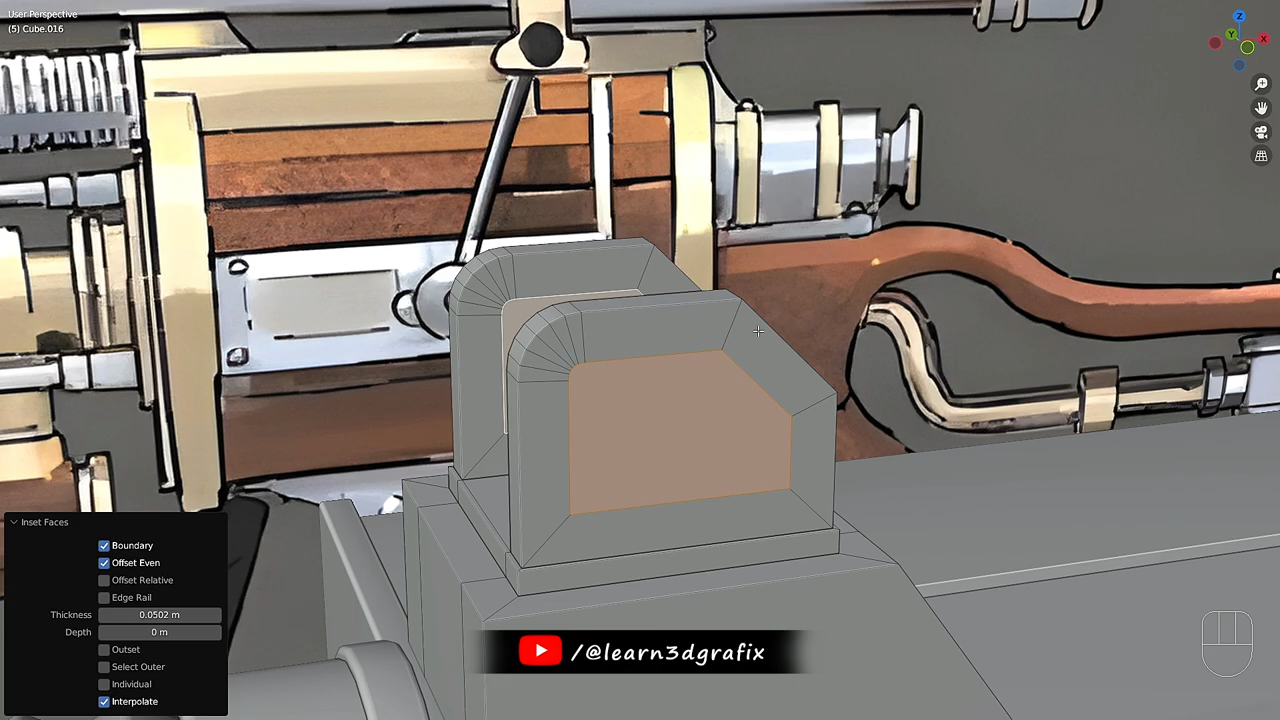 User Perspective
(5) Cube.016
Z
Y
X
Inset Faces
Boundary
Offset Even
Offset Relative
Edge Rail
Thickness 0.0502 m
Depth 0 m
Outset
Select Outer
Individual
Interpolate
/@learn3dgrafix